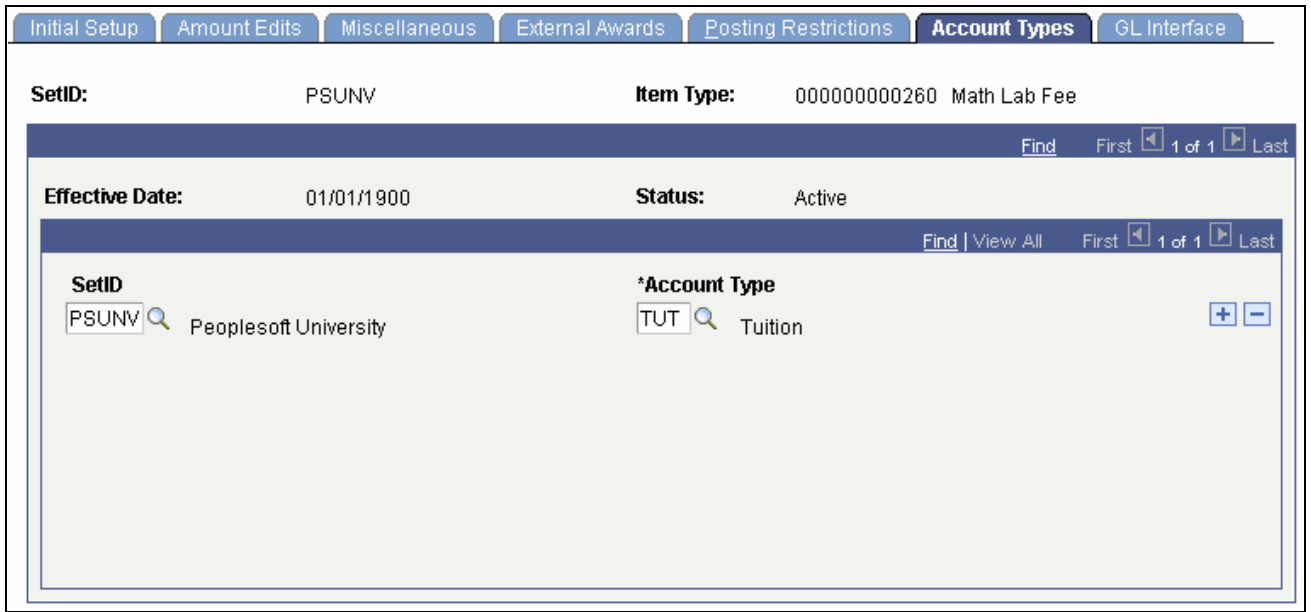 Initial Setup Amount Edits Miscellaneous External Awards Posting Restrictions Account Types GL Interface
SetID: PSUNV Item Type: 000000000260 Math Lab Fee
Find First 1 of 1 Last
Effective Date: 01/01/1900 Status: Active
Find | View All First 1 of 1 Last
SetID *Account Type
PSUNV Peoplesoft University TUT Tuition